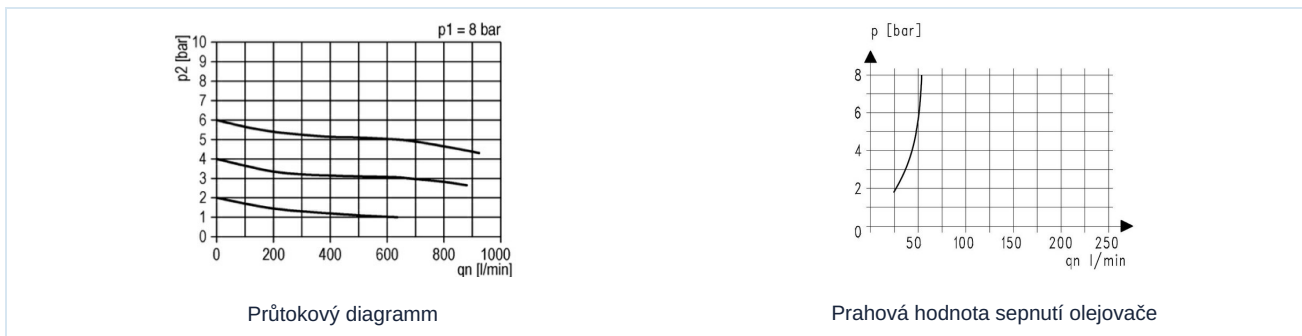 p1 = 8 bar
p2 [bar]
10
9
8
7
6
5
4
3
2
1
0
0 200 400 600 800 1000
qn [l/min]
Průtokový diagramm
p [bar]
8
6
4
2
0
50 100 150 200 250
qn l/min
Prahová hodnota sepnutí olejovače